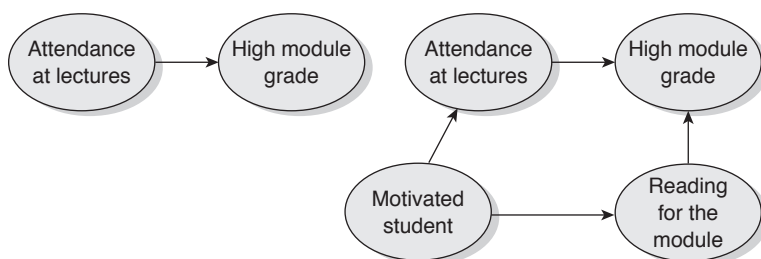 Attendance
at lectures
High module
grade
Attendance
at lectures
High module
grade
Motivated
student
Reading
for the
module